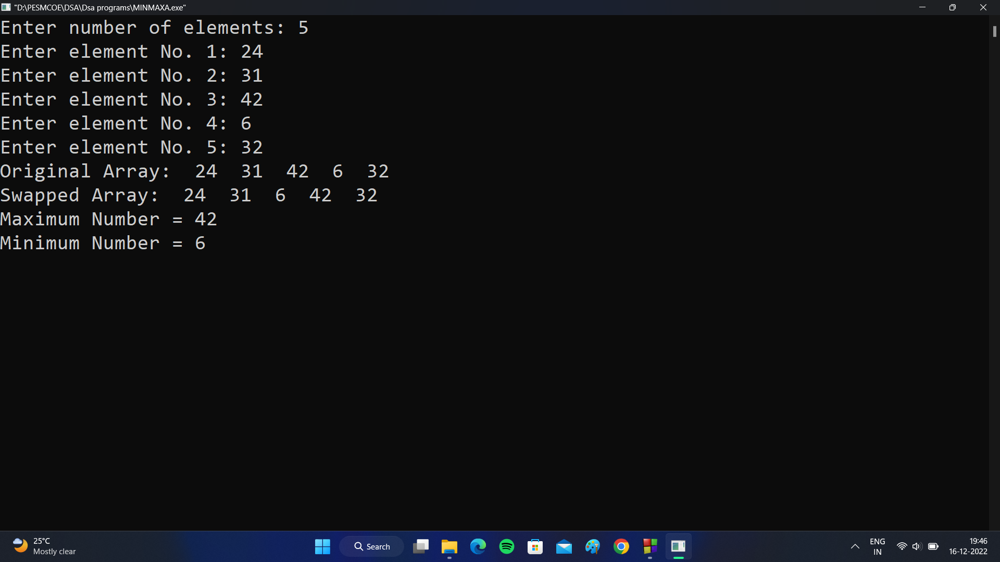 "D:\PESMCOE\DSA\Dsa programs\MINMAXA.exe"
Enter number of elements: 5
Enter element No. 1: 24
Enter element No. 2: 31
Enter element No. 3: 42
Enter element No. 4: 6
Enter element No. 5: 32
Original Array:  24  31  42  6  32
Swapped Array:  24  31  6  42  32
Maximum Number = 42
Minimum Number = 6
25°C
Mostly clear
Search
ENG
IN
19:46
16-12-2022